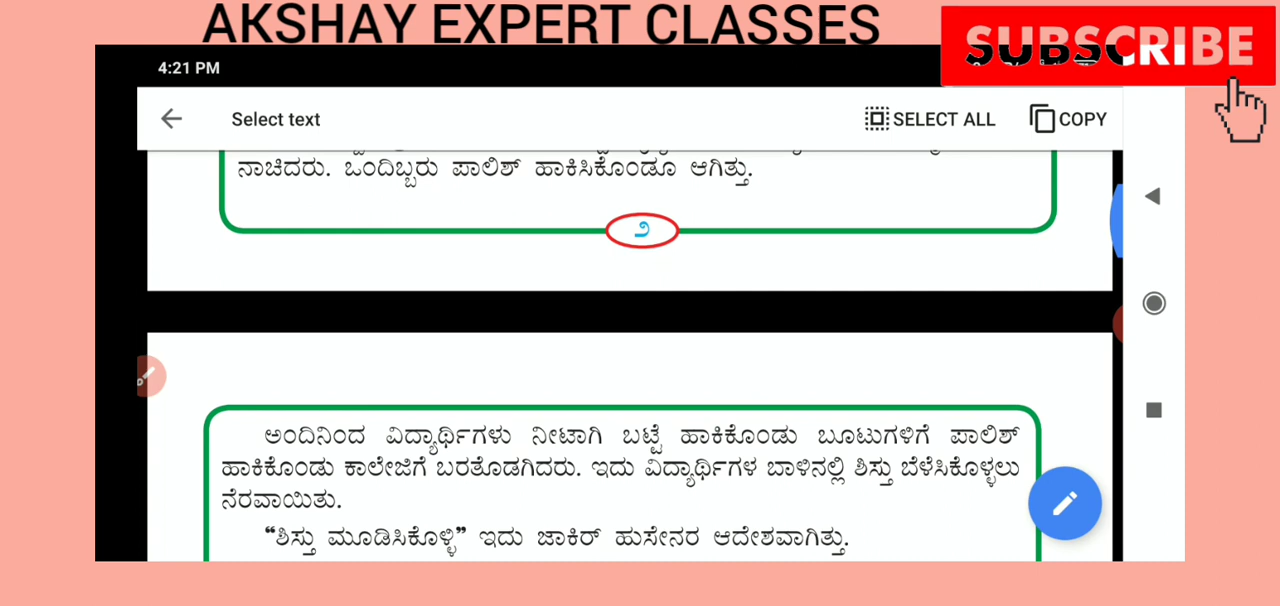 AKSHAY EXPERT CLASSES
SUBSCRIBE
4:21 PM
Select text
SELECT ALL
COPY
ನಾಚಿದರು. ಒಂದಿಬ್ಬರು ಪಾಲಿಶ್ ಹಾಕಿಸಿಕೊಂಡೂ ಆಗಿತ್ತು.
೨
ಅಂದಿನಿಂದ ವಿದ್ಯಾರ್ಥಿಗಳು ನೀಟಾಗಿ ಬಟ್ಟೆ ಹಾಕಿಕೊಂಡು ಬೂಟುಗಳಿಗೆ ಪಾಲಿಶ್
ಹಾಕಿಕೊಂಡು ಕಾಲೇಜಿಗೆ ಬರತೊಡಗಿದರು. ಇದು ವಿದ್ಯಾರ್ಥಿಗಳ ಬಾಳಿನಲ್ಲಿ ಶಿಸ್ತು ಬೆಳೆಸಿಕೊಳ್ಳಲು
ನೆರವಾಯಿತು.
“ಶಿಸ್ತು ಮೂಡಿಸಿಕೊಳ್ಳಿ” ಇದು ಜಾಕಿರ್ ಹುಸೇನರ ಆದೇಶವಾಗಿತ್ತು.